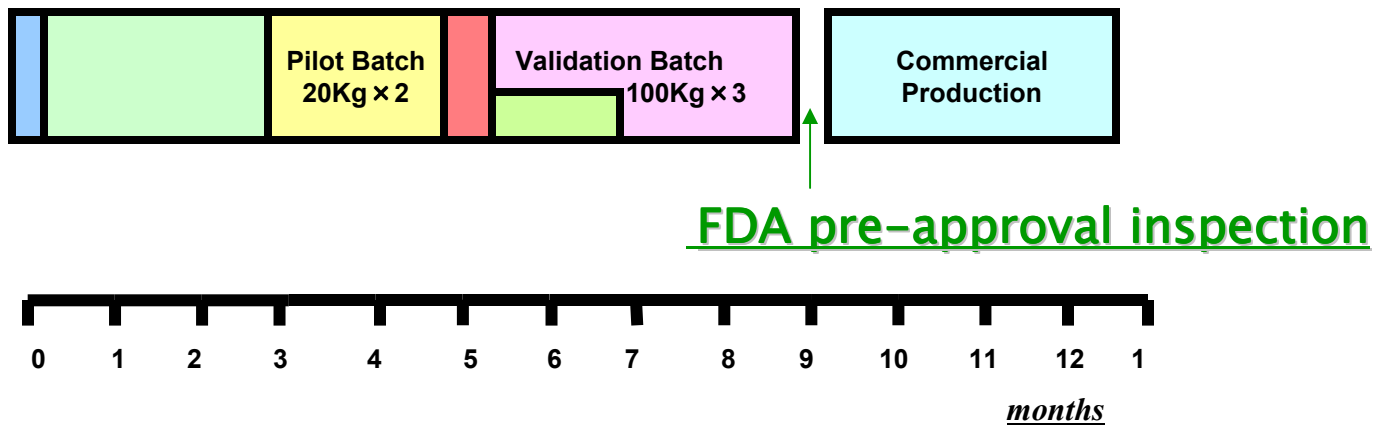 Pilot Batch
20Kg×2
Validation Batch
100Kg×3
Commercial
Production
FDA pre-approval inspection
0 1 2 3 4 5 6 7 8 9 10 11 12 1
months